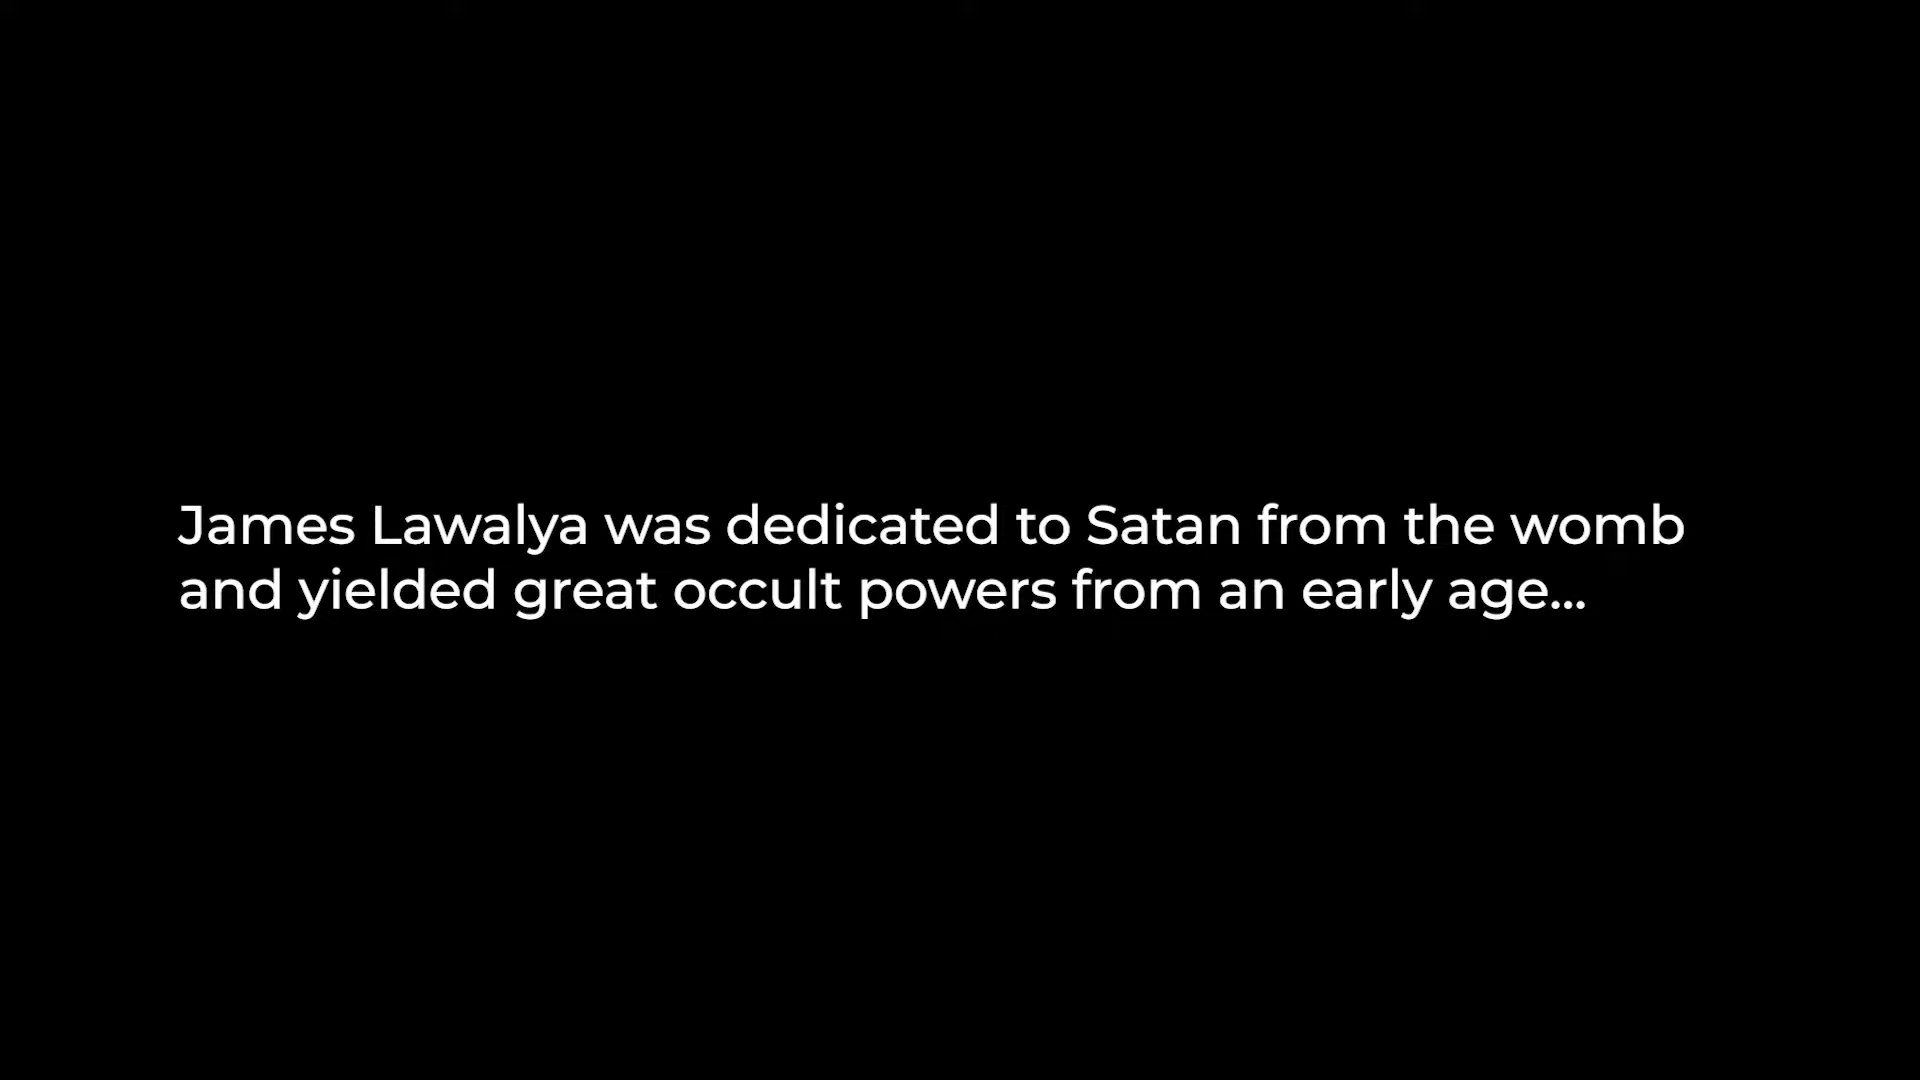 James Lawalya was dedicated to Satan from the womb
and yielded great occult powers from an early age...